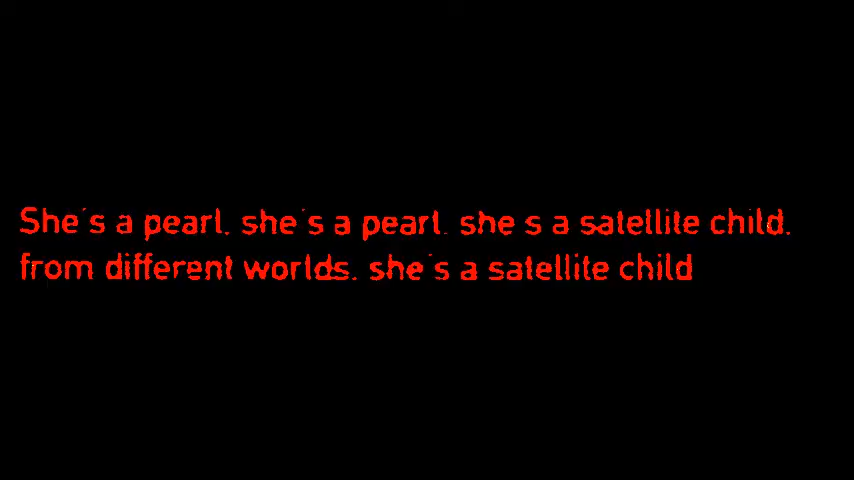 She's a pearl, she's a pearl, she s a satellite child,
from different worlds, she's a satellite child